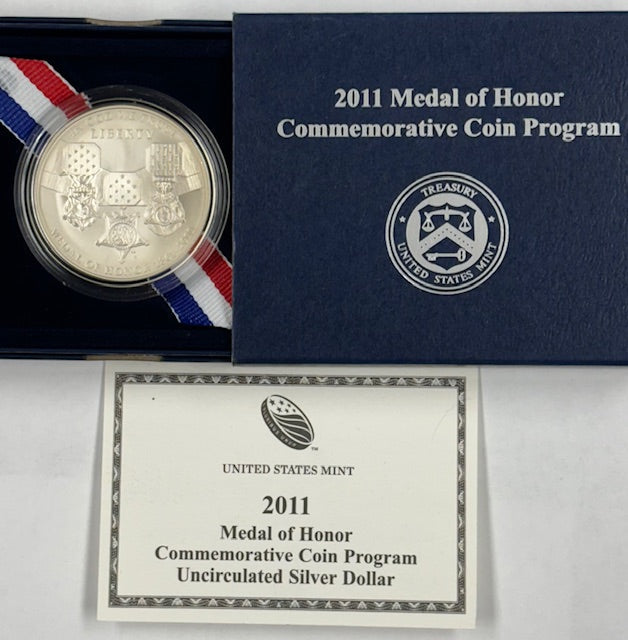 LIBERTY
2011 Medal of Honor
Commemorative Coin Program
TREASURY
UNITED STATES MINT
UNITED STATES MINT
2011
Medal of Honor
Commemorative Coin Program
Uncirculated Silver Dollar